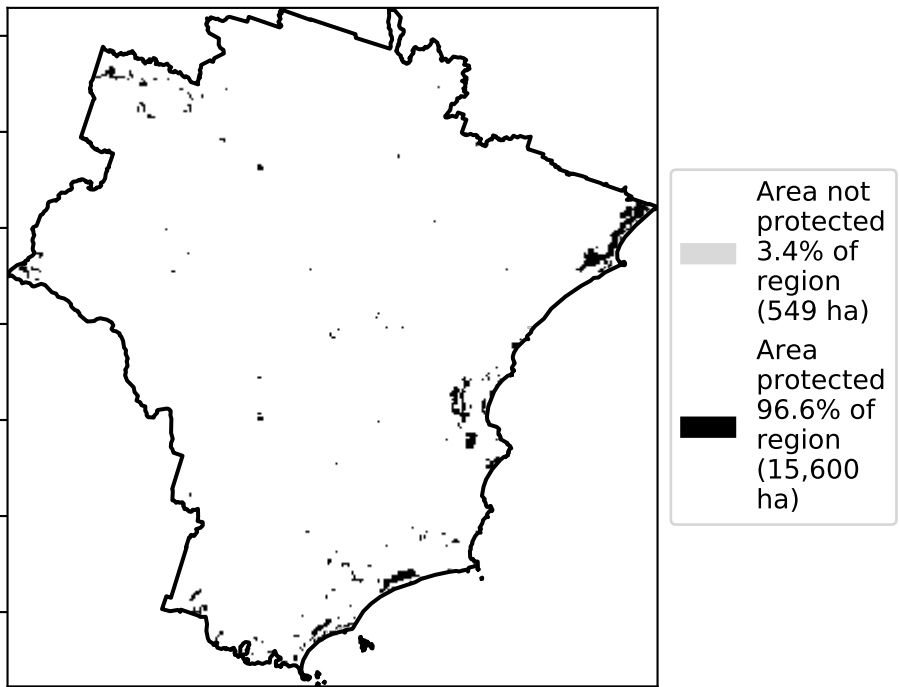 Area not
protected
3.4% of
region
(549 ha)
Area
protected
96.6% of
region
(15,600
ha)